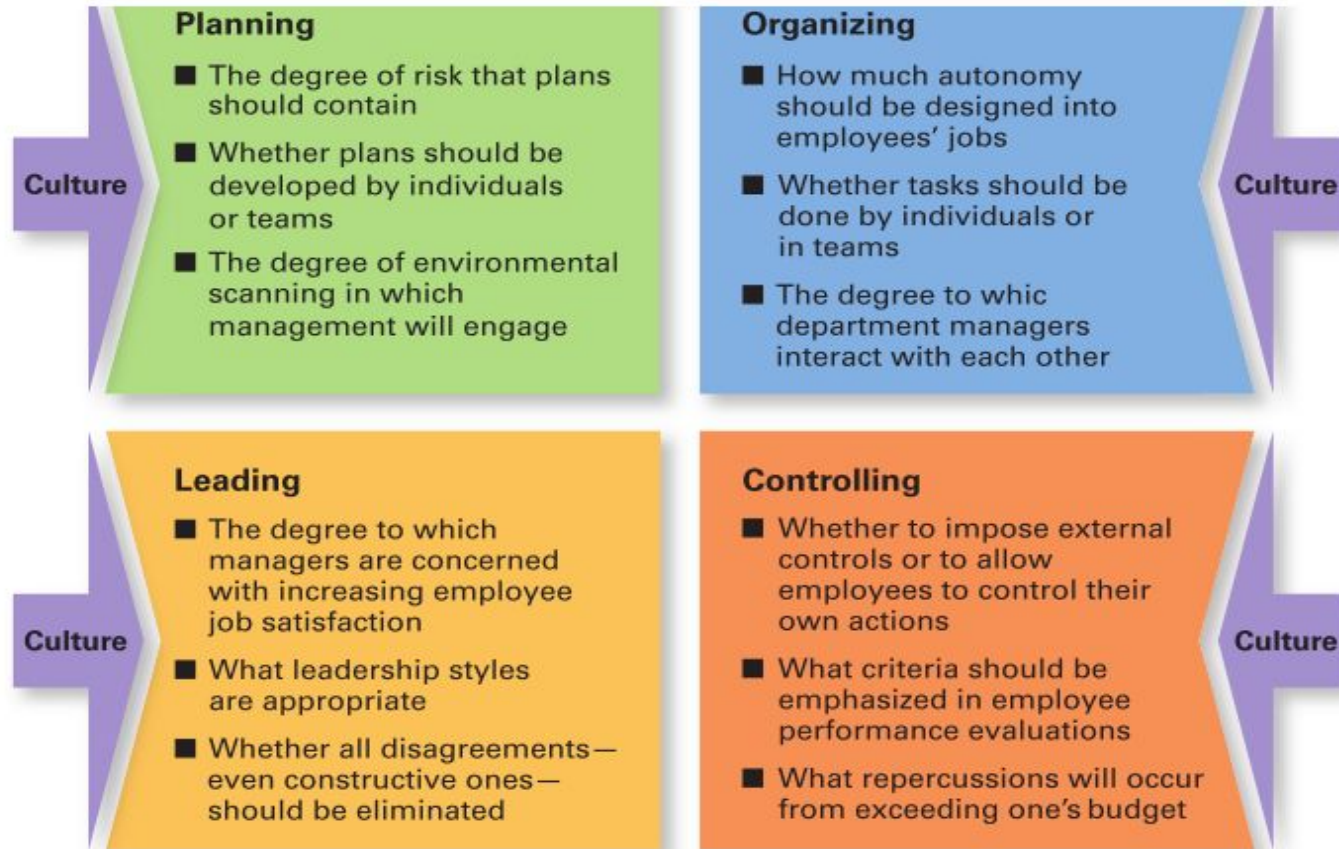 Planning
■ The degree of risk that plans
should contain
■ Whether plans should be
developed by individuals
or teams
■ The degree of environmental
scanning in which
management will engage
Culture
Organizing
■ How much autonomy
should be designed into
employees' jobs
■ Whether tasks should be
done by individuals or
in teams
■ The degree to whic
department managers
interact with each other
Culture
Leading
■ The degree to which
managers are concerned
with increasing employee
job satisfaction
■ What leadership styles
are appropriate
■ Whether all disagreements—
even constructive ones—
should be eliminated
Culture
Controlling
■ Whether to impose external
controls or to allow
employees to control their
own actions
■ What criteria should be
emphasized in employee
performance evaluations
■ What repercussions will occur
from exceeding one's budget
Culture